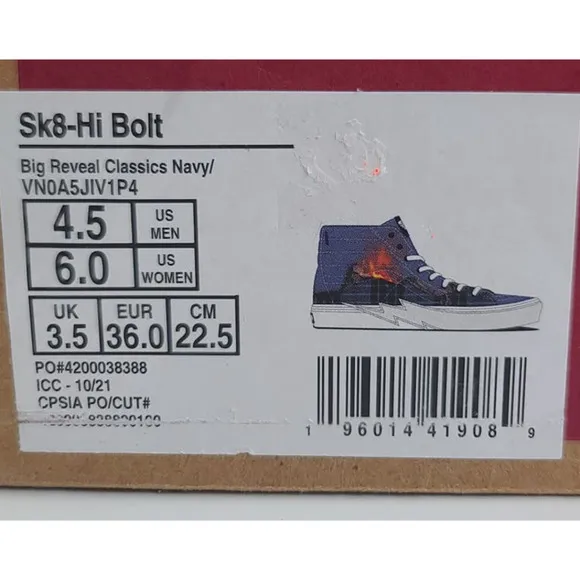 Sk8-Hi Bolt
Big Reveal Classics Navy/
VN0A5JIV1P4
4.5 US MEN
6.0 US WOMEN
UK EUR CM
3.5 36.0 22.5
PO#4200038388
ICC - 10/21
CPSIA PO/CUT#
1 96014 41908 9